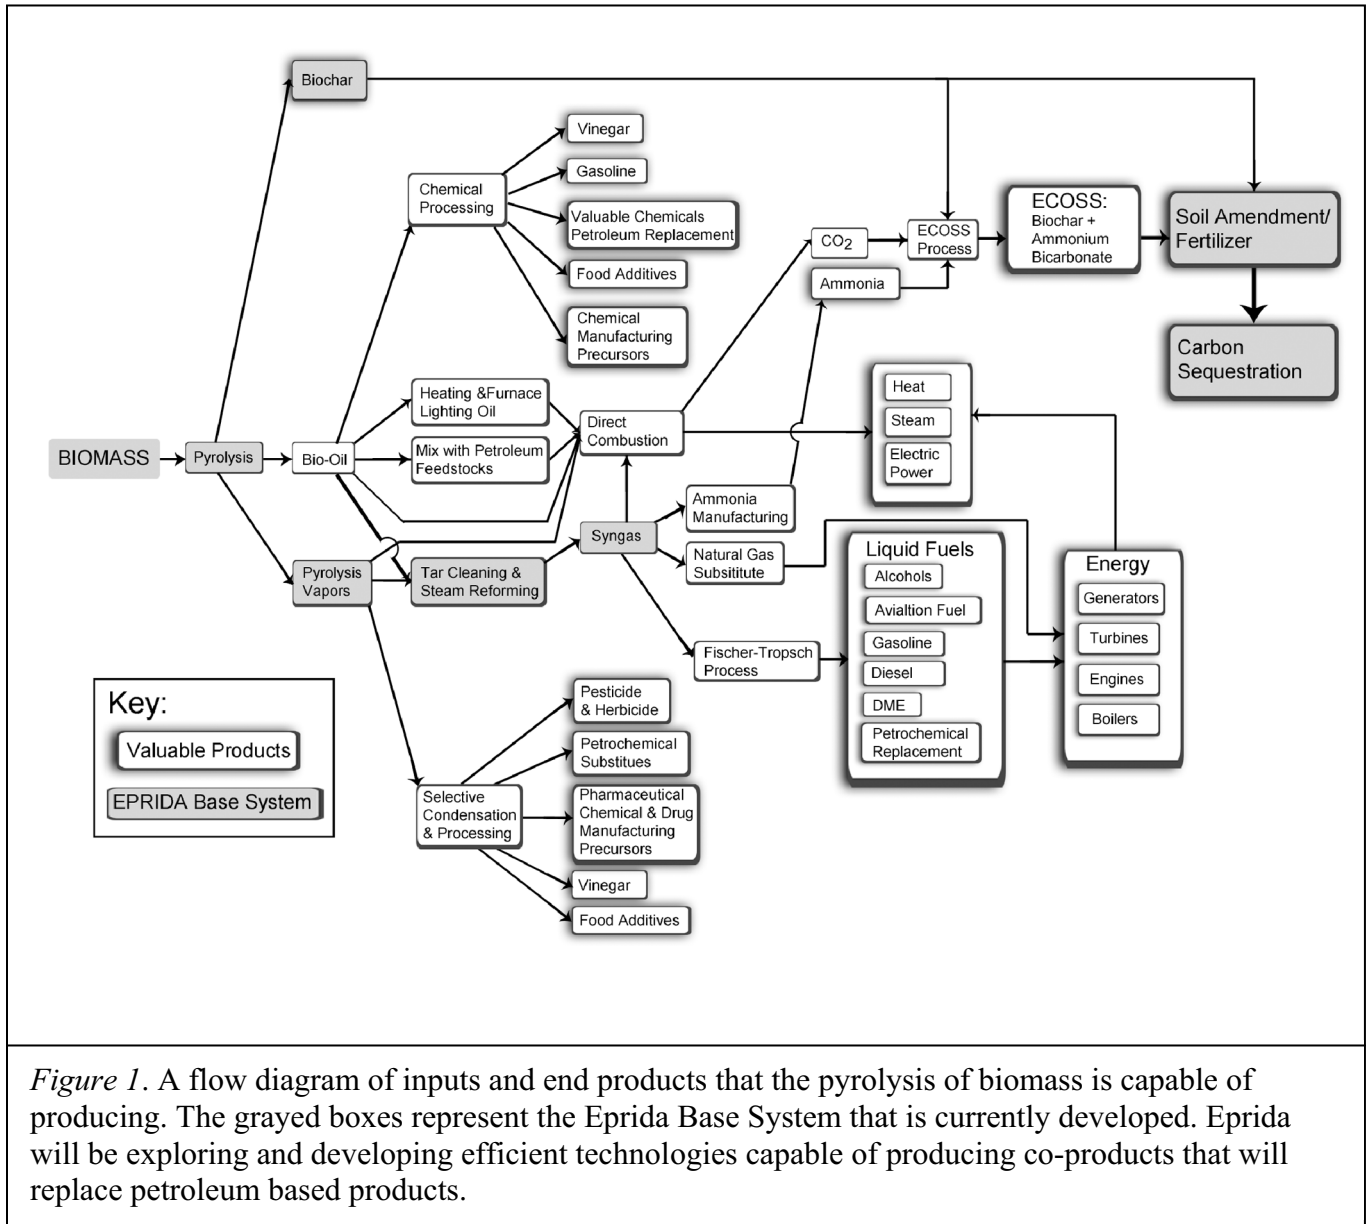 Biochar
Vinegar
Gasoline
Chemical
Processing
Valuable Chemicals
Petroleum Replacement
Food Additives
Chemical
Manufacturing
Precursors
CO2
Ammonia
ECOSS
Process
ECOSS:
Biochar +
Ammonium
Bicarbonate
Soil Amendment/
Fertilizer
Carbon
Sequestration
Heating &Furnace
Lighting Oil
Mix with Petroleum
Feedstocks
Direct
Combustion
Heat
Steam
Electric
Power
BIOMASS
Pyrolysis
Bio-Oil
Pyrolysis
Vapors
Tar Cleaning &
Steam Reforming
Syngas
Ammonia
Manufacturing
Natural Gas
Subsititute
Fischer-Tropsch
Process
Liquid Fuels
Alcohols
Avialtion Fuel
Gasoline
Diesel
DME
Petrochemical
Replacement
Energy
Generators
Turbines
Engines
Boilers
Key:
Valuable Products
EPRIDA Base System
Selective
Condensation
& Processing
Pesticide
& Herbicide
Petrochemical
Substitues
Pharmaceutical
Chemical & Drug
Manufacturing
Precursors
Vinegar
Food Additives
Figure 1. A flow diagram of inputs and end products that the pyrolysis of biomass is capable of
producing. The grayed boxes represent the Eprida Base System that is currently developed. Eprida
will be exploring and developing efficient technologies capable of producing co-products that will
replace petroleum based products.